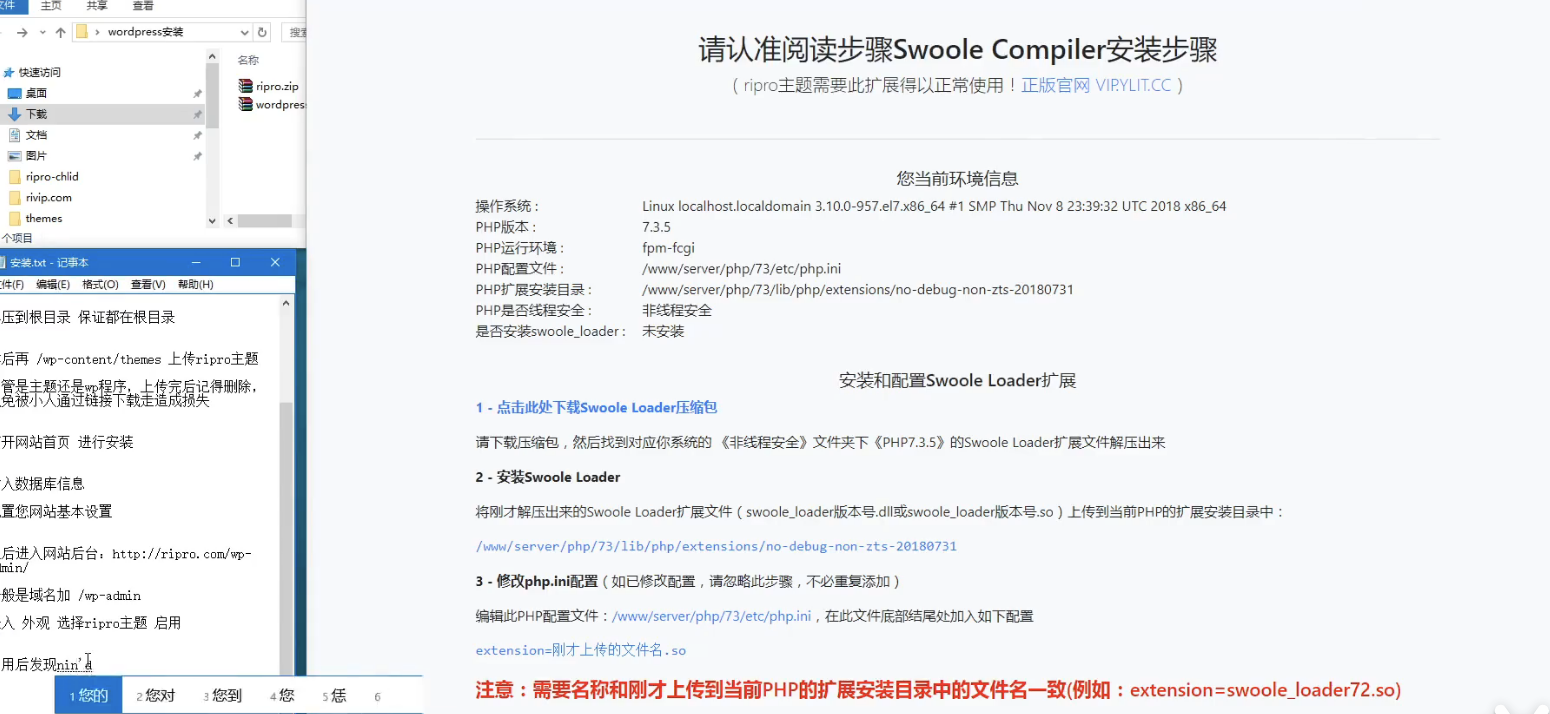 文件 主页 共享 查看
wordpress安装
名称
快速访问
桌面
下载
文档
图片
ripro-chlid
rivip.com
themes
个项目
ripro.zip
wordpress
安装.txt - 记事本
编辑(E) 格式(O) 查看(V) 帮助(H)
压到根目录 保证都在根目录
后再 /wp-content/themes 上传ripro主题
管是主题还是wp程序，上传完后记得删除，
免被小人通过链接下载走造成损失
开网站首页 进行安装
入数据库信息
置您网站基本设置
后进入网站后台：http://ripro.com/wp-
min/
般是域名加 /wp-admin
入 外观 选择ripro主题 启用
用后发现nin'd
1 您的 2 您对 3 您到 4 您 5 恁 6
请认准阅读步骤Swoole Compiler安装步骤
（ ripro主题需要此扩展得以正常使用！正版官网 VIP.YLIT.CC ）
您当前环境信息
操作系统： Linux localhost.localdomain 3.10.0-957.el7.x86_64 #1 SMP Thu Nov 8 23:39:32 UTC 2018 x86_64
PHP版本： 7.3.5
PHP运行环境： fpm-fcgi
PHP配置文件： /www/server/php/73/etc/php.ini
PHP扩展安装目录： /www/server/php/73/lib/php/extensions/no-debug-non-zts-20180731
PHP是否线程安全： 非线程安全
是否安装swoole_loader： 未安装
安装和配置Swoole Loader扩展
1 - 点击此处下载Swoole Loader压缩包
请下载压缩包，然后找到对应你系统的 《非线程安全》文件夹下《PHP7.3.5》的Swoole Loader扩展文件解压出来
2 - 安装Swoole Loader
将刚才解压出来的Swoole Loader扩展文件（ swoole_loader版本号.dll或swoole_loader版本号.so ）上传到当前PHP的扩展安装目录中：
/www/server/php/73/lib/php/extensions/no-debug-non-zts-20180731
3 - 修改php.ini配置（ 如已修改配置，请忽略此步骤，不必重复添加 ）
编辑此PHP配置文件：/www/server/php/73/etc/php.ini，在此文件底部结尾处加入如下配置
extension=刚才上传的文件名.so
注意：需要名称和刚才上传到当前PHP的扩展安装目录中的文件名一致(例如：extension=swoole_loader72.so)